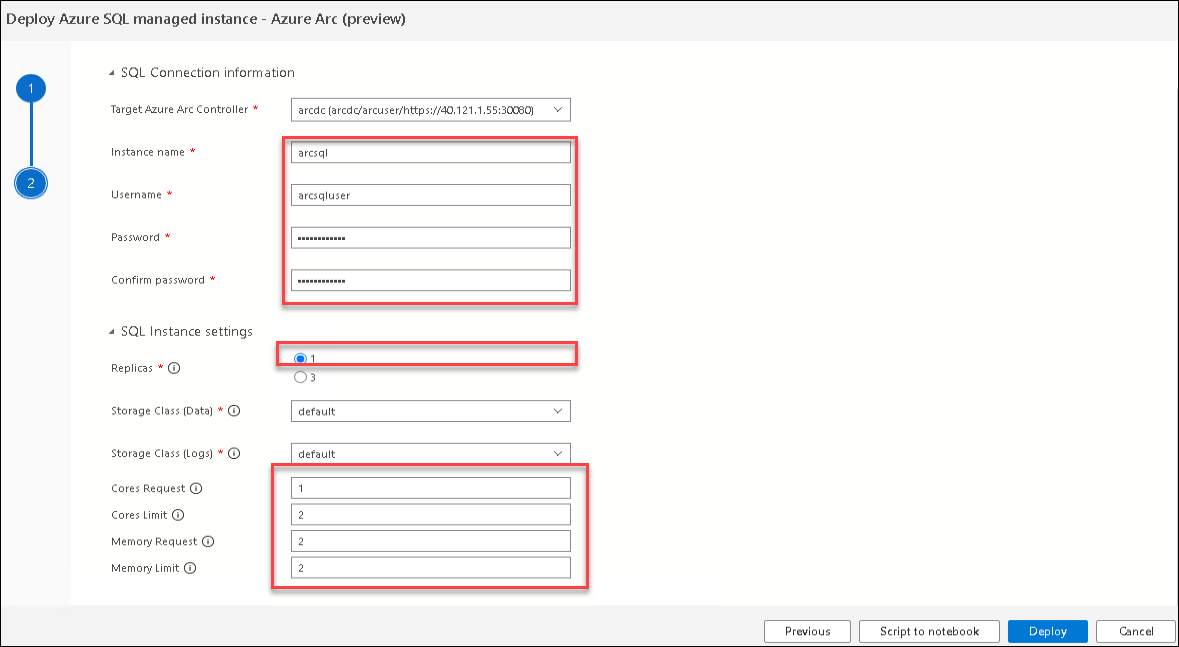 Deploy Azure SQL managed instance - Azure Arc (preview)
1
2
SQL Connection information
Target Azure Arc Controller * arcdc (arcdc/arcuser/https://40.121.1.55:30080)
Instance name * arcsql
Username * arcsqluser
Password * ••••••••••••
Confirm password * ••••••••••••
SQL Instance settings
Replicas * 1
3
Storage Class (Data) * default
Storage Class (Logs) * default
Cores Request 1
Cores Limit 2
Memory Request 2
Memory Limit 2
Previous Script to notebook Deploy Cancel